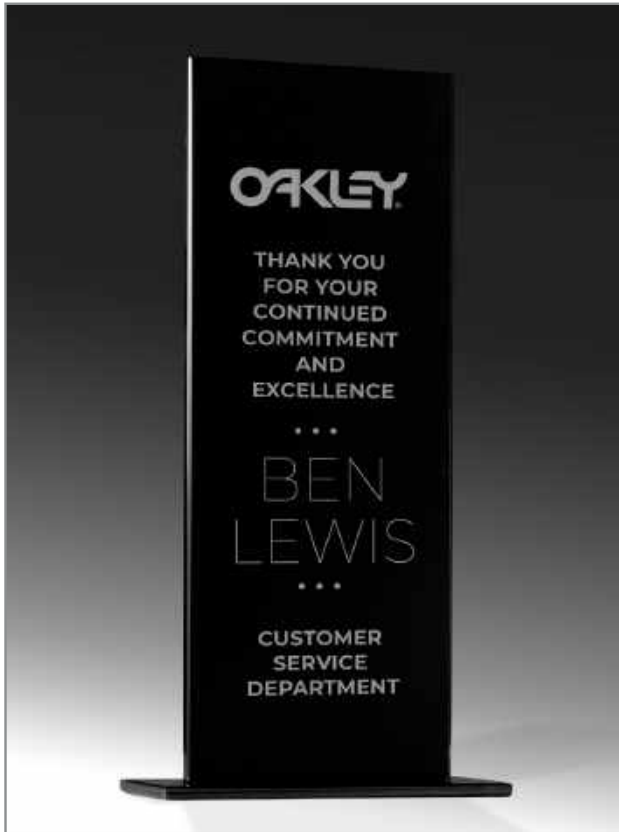 OAKLEY
THANK YOU
FOR YOUR
CONTINUED
COMMITMENT
AND
EXCELLENCE
...
BEN
LEWIS
...
CUSTOMER
SERVICE
DEPARTMENT